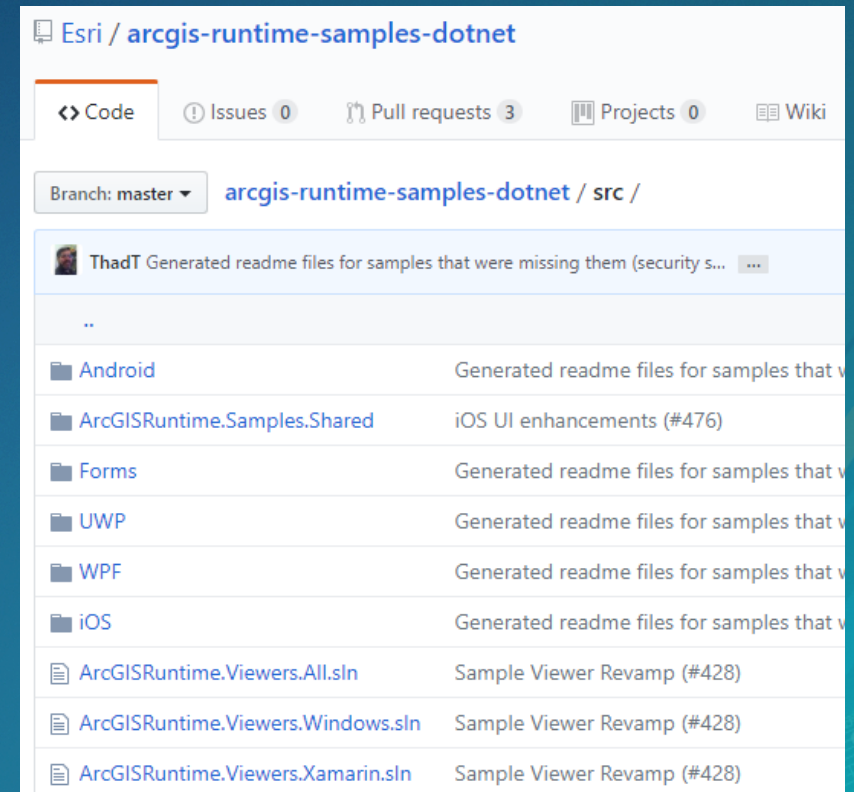 Esri / arcgis-runtime-samples-dotnet
<> Code Issues 0 Pull requests 3 Projects 0 Wiki
Branch: master arcgis-runtime-samples-dotnet / src /
ThadT Generated readme files for samples that were missing them (security s... ...
..
Android Generated readme files for samples that
ArcGISRuntime.Samples.Shared iOS UI enhancements (#476)
Forms Generated readme files for samples that
UWP Generated readme files for samples that
WPF Generated readme files for samples that
iOS Generated readme files for samples that
ArcGISRuntime.Viewers.All.sln Sample Viewer Revamp (#428)
ArcGISRuntime.Viewers.Windows.sln Sample Viewer Revamp (#428)
ArcGISRuntime.Viewers.Xamarin.sln Sample Viewer Revamp (#428)